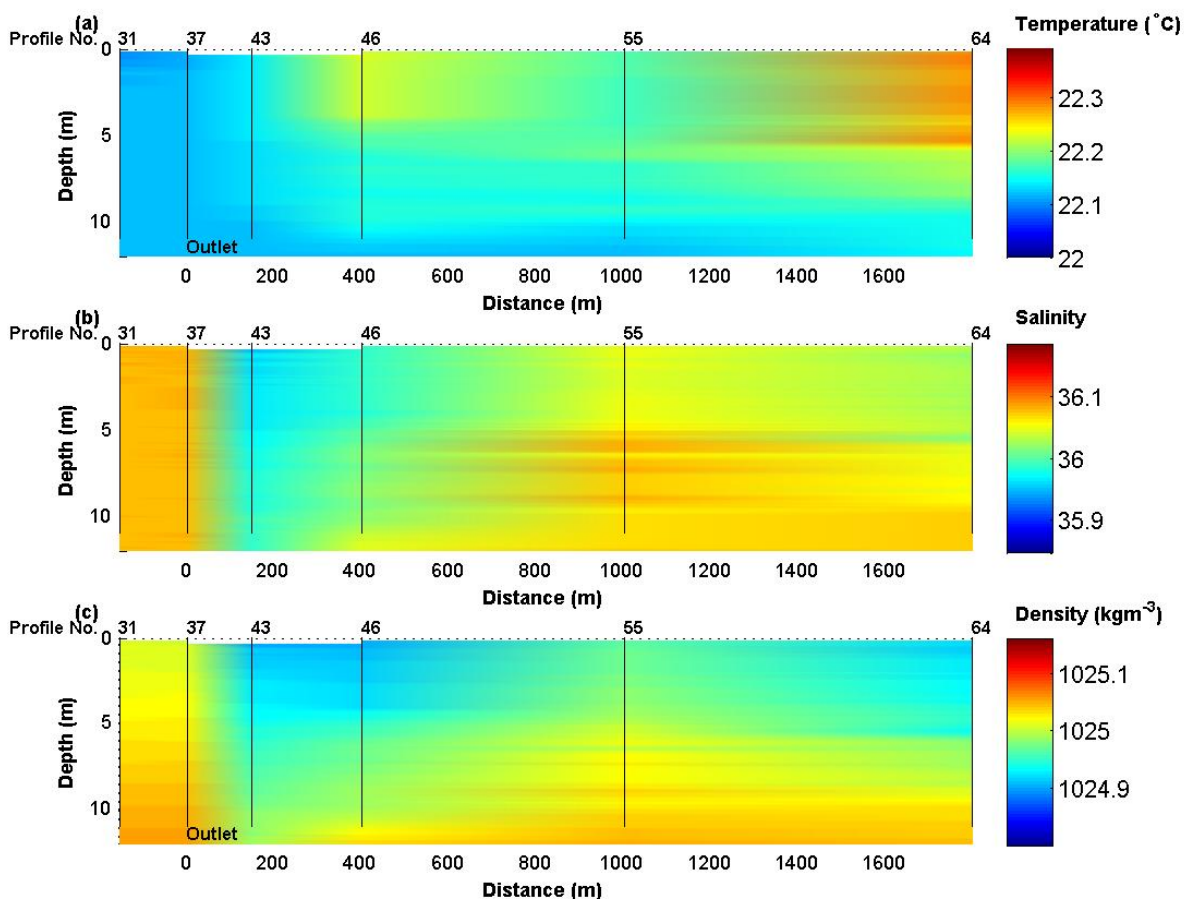 (a)
Profile No. 31 37 43 46 55 64
Temperature (°C)
0
5
10
Depth (m)
Outlet
0 200 400 600 800 1000 1200 1400 1600
Distance (m)
22.3
22.2
22.1
22
(b)
Profile No. 31 37 43 46 55 64
Salinity
0
5
10
Depth (m)
0 200 400 600 800 1000 1200 1400 1600
Distance (m)
36.1
36
35.9
(c)
Profile No. 31 37 43 46 55 64
Density (kgm⁻³)
0
5
10
Depth (m)
Outlet
0 200 400 600 800 1000 1200 1400 1600
Distance (m)
1025.1
1025
1024.9